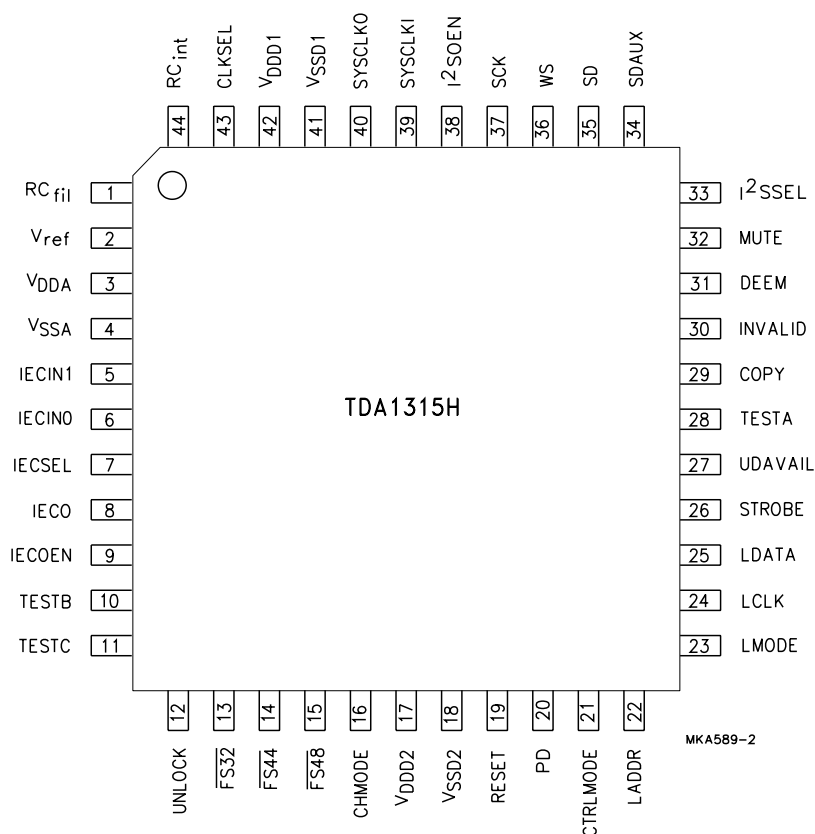 RCint
CLKSEL
VDDD1
VSSD1
SYSCLKO
SYSCLKI
I²SOEN
SCK
WS
SD
SDAUX
44
43
42
41
40
39
38
37
36
35
34
RCfil 1
Vref 2
VDDA 3
VSSA 4
IECIN1 5
IECIN0 6
IECSEL 7
IECO 8
IECOEN 9
TESTB 10
TESTC 11
TDA1315H
33 I²SSEL
32 MUTE
31 DEEM
30 INVALID
29 COPY
28 TESTA
27 UDAVAIL
26 STROBE
25 LDATA
24 LCLK
23 LMODE
12
13
14
15
16
17
18
19
20
21
22
UNLOCK
FS32
FS44
FS48
CHMODE
VDDD2
VSSD2
RESET
PD
CTRLMODE
LADDR
MKA589-2